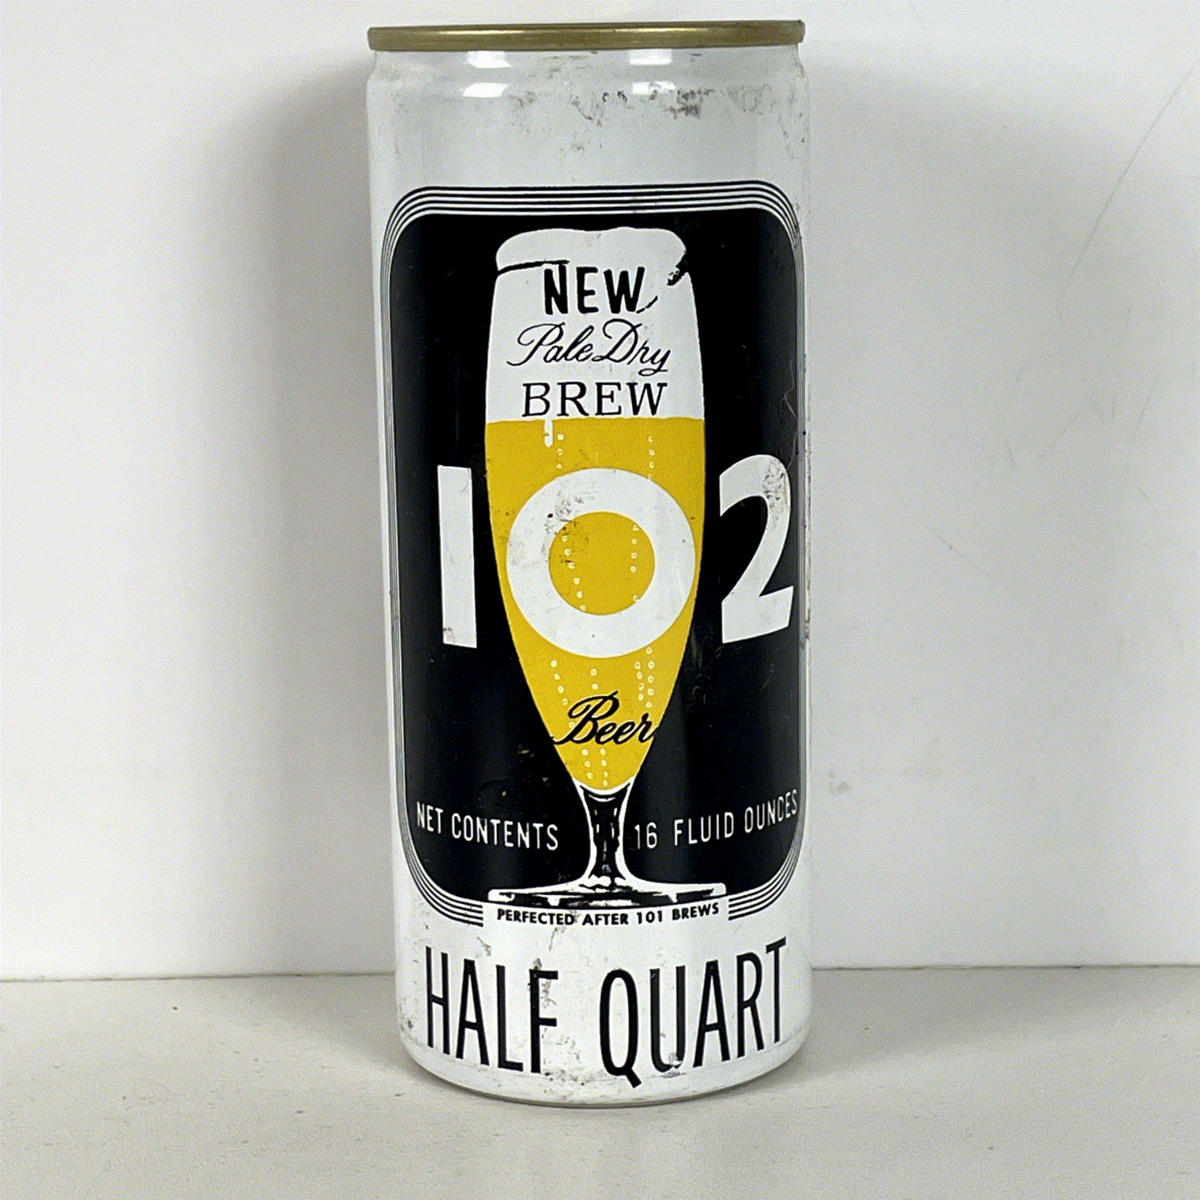 NEW
Pale Dry
BREW
102
Beer
NET CONTENTS 16 FLUID OUNCES
PERFECTED AFTER 101 BREWS
HALF QUART